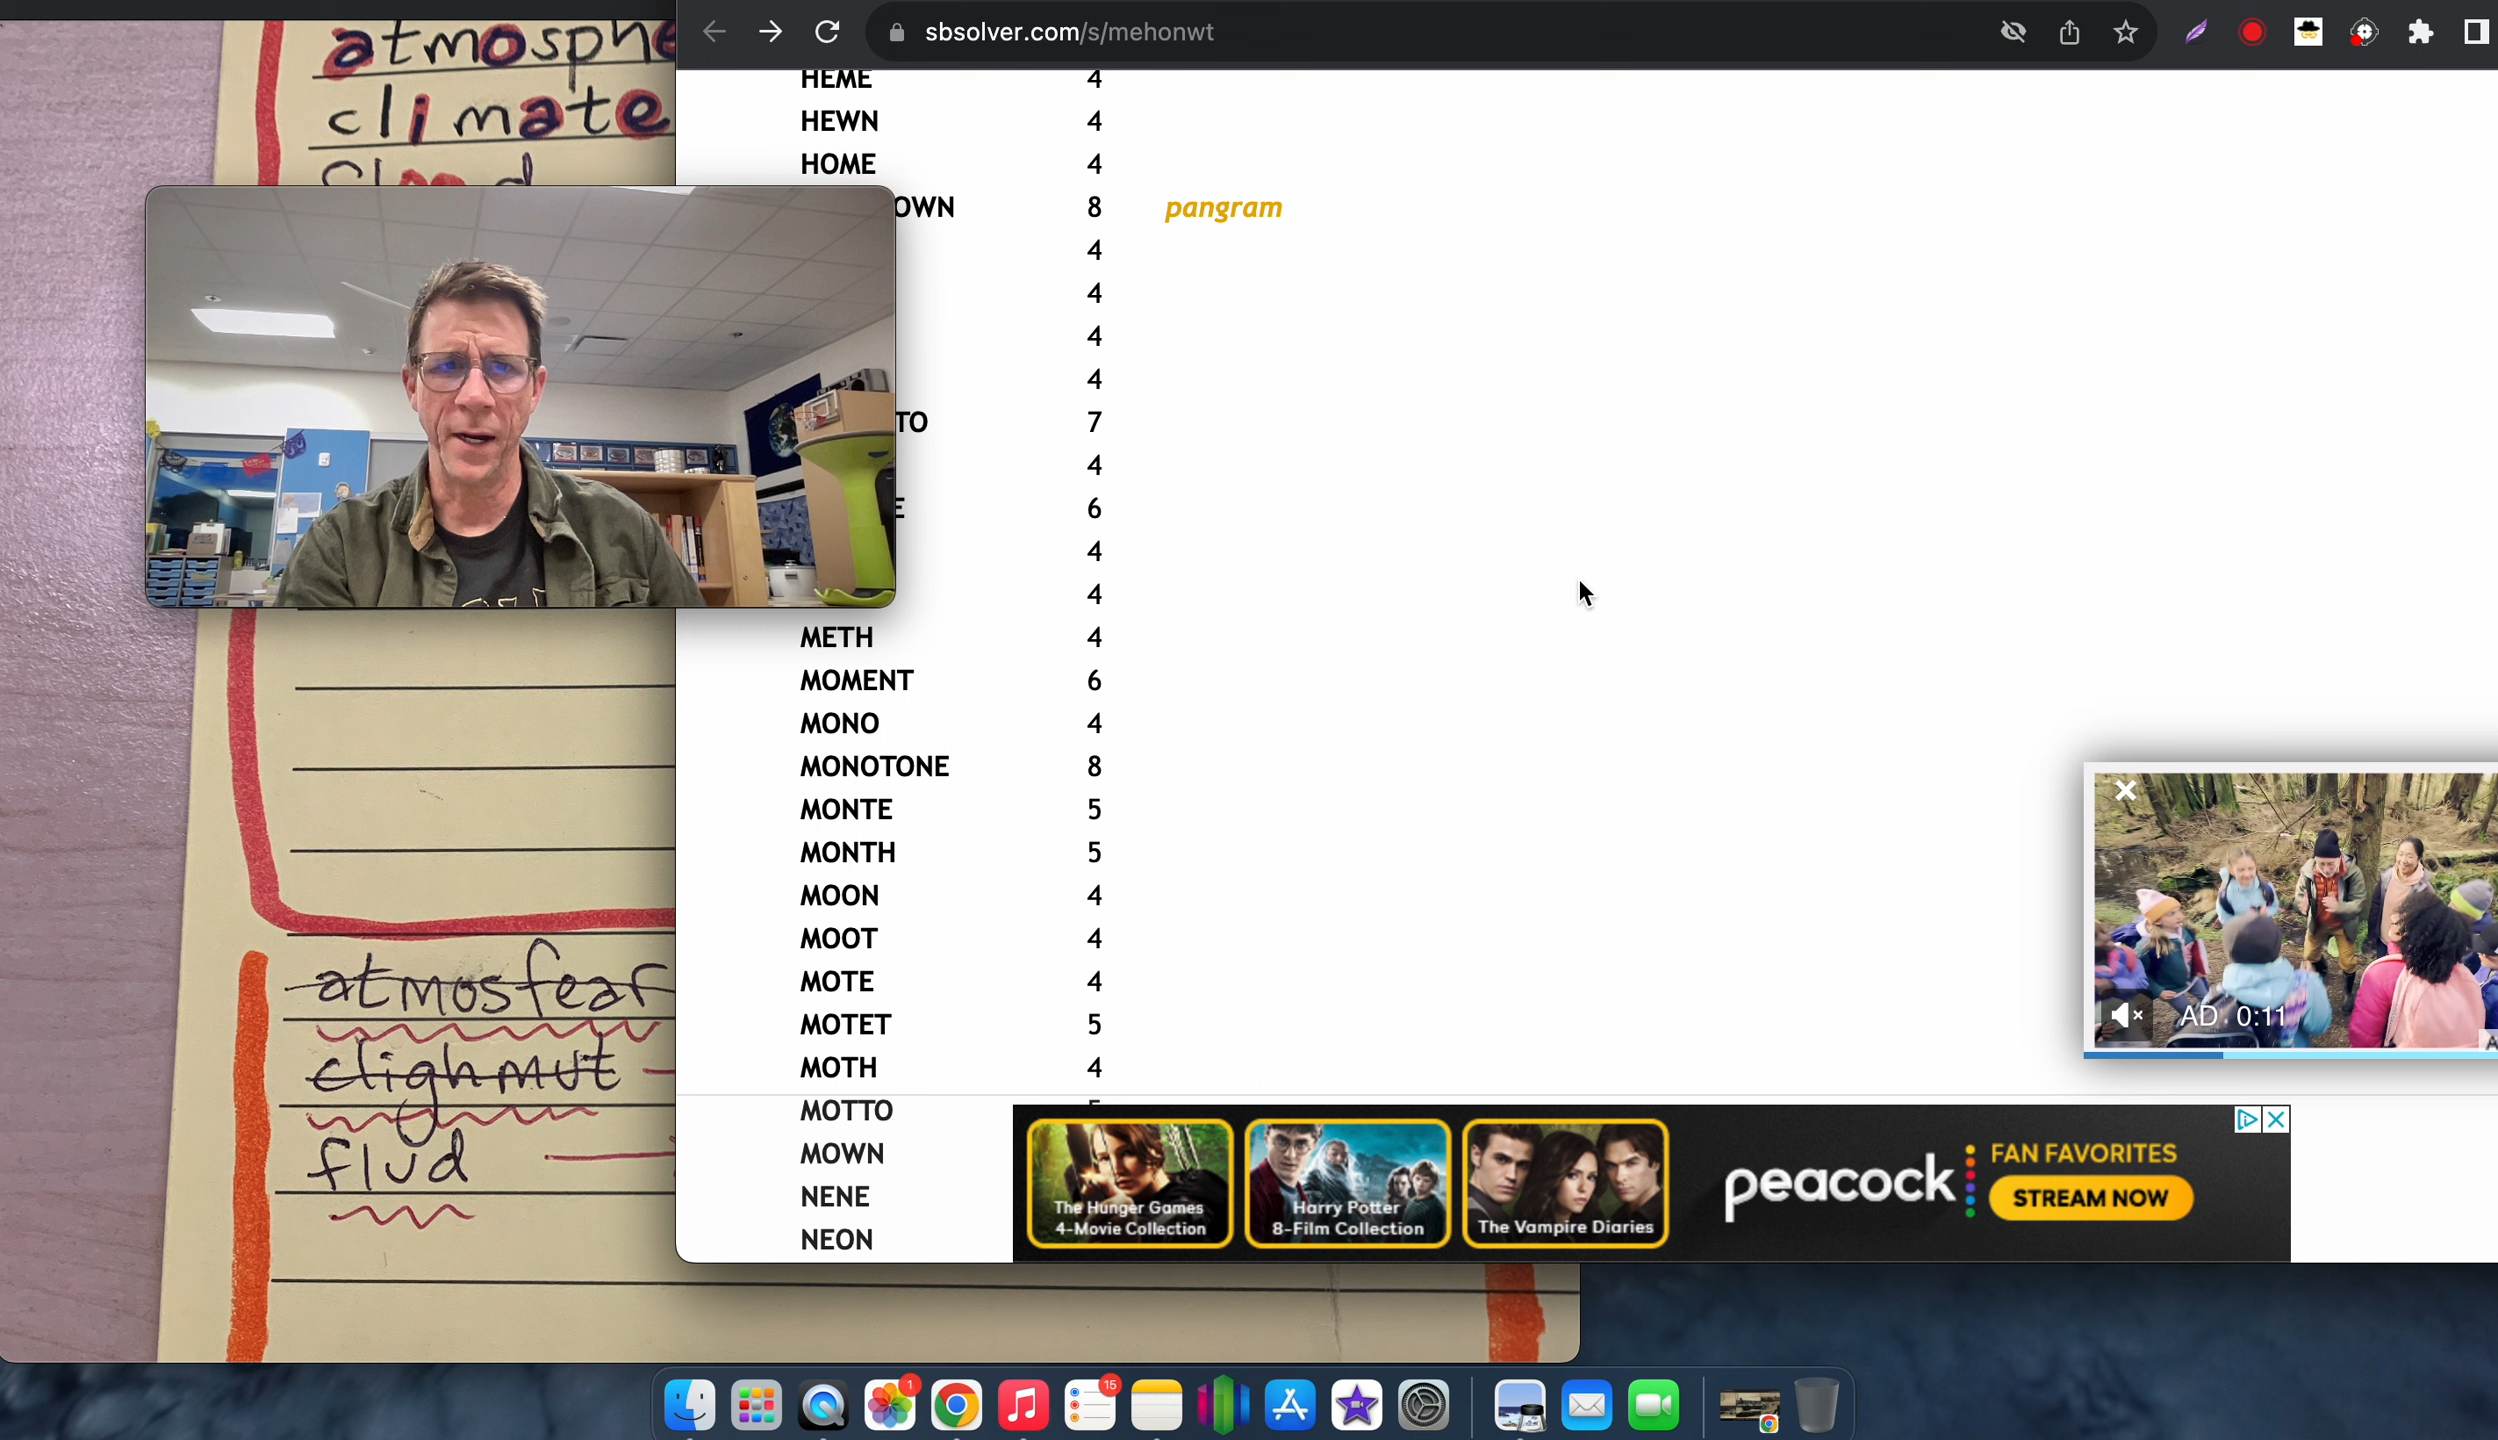 atmosphe
climate
sbsolver.com/s/mehonwt
HEME 4
HEWN 4
HOME 4
OWN 8 pangram
4
4
4
4
TO 7
4
E 6
4
4
METH 4
MOMENT 6
MONO 4
MONOTONE 8
MONTE 5
MONTH 5
MOON 4
MOOT 4
MOTE 4
MOTET 5
MOTH 4
MOTTO
MOWN
NENE
NEON
atmosfear
clighmut
flud
AD 0:11
The Hunger Games
4-Movie Collection
Harry Potter
8-Film Collection
The Vampire Diaries
peacock
FAN FAVORITES
STREAM NOW
1
15